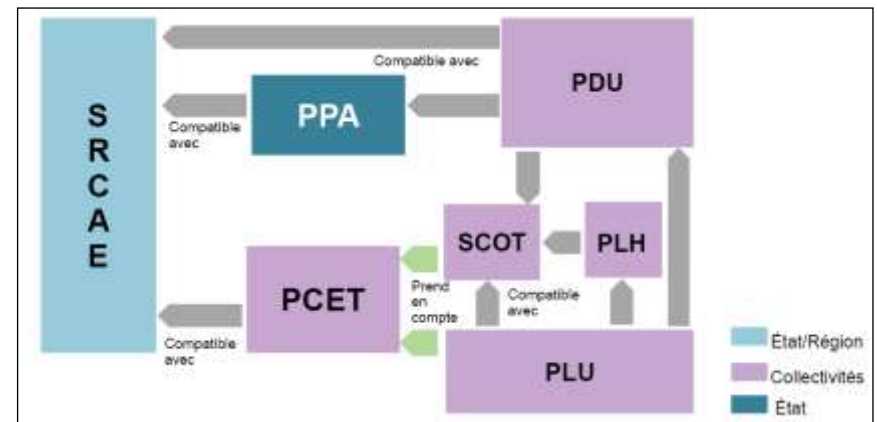 S
R
C
A
E
Compatible avec
PDU
PPA
Compatible
avec
SCOT
PLH
PCET
Prend
en
compte
Compatible
avec
Compatible
avec
PLU
État/Région
Collectivités
État